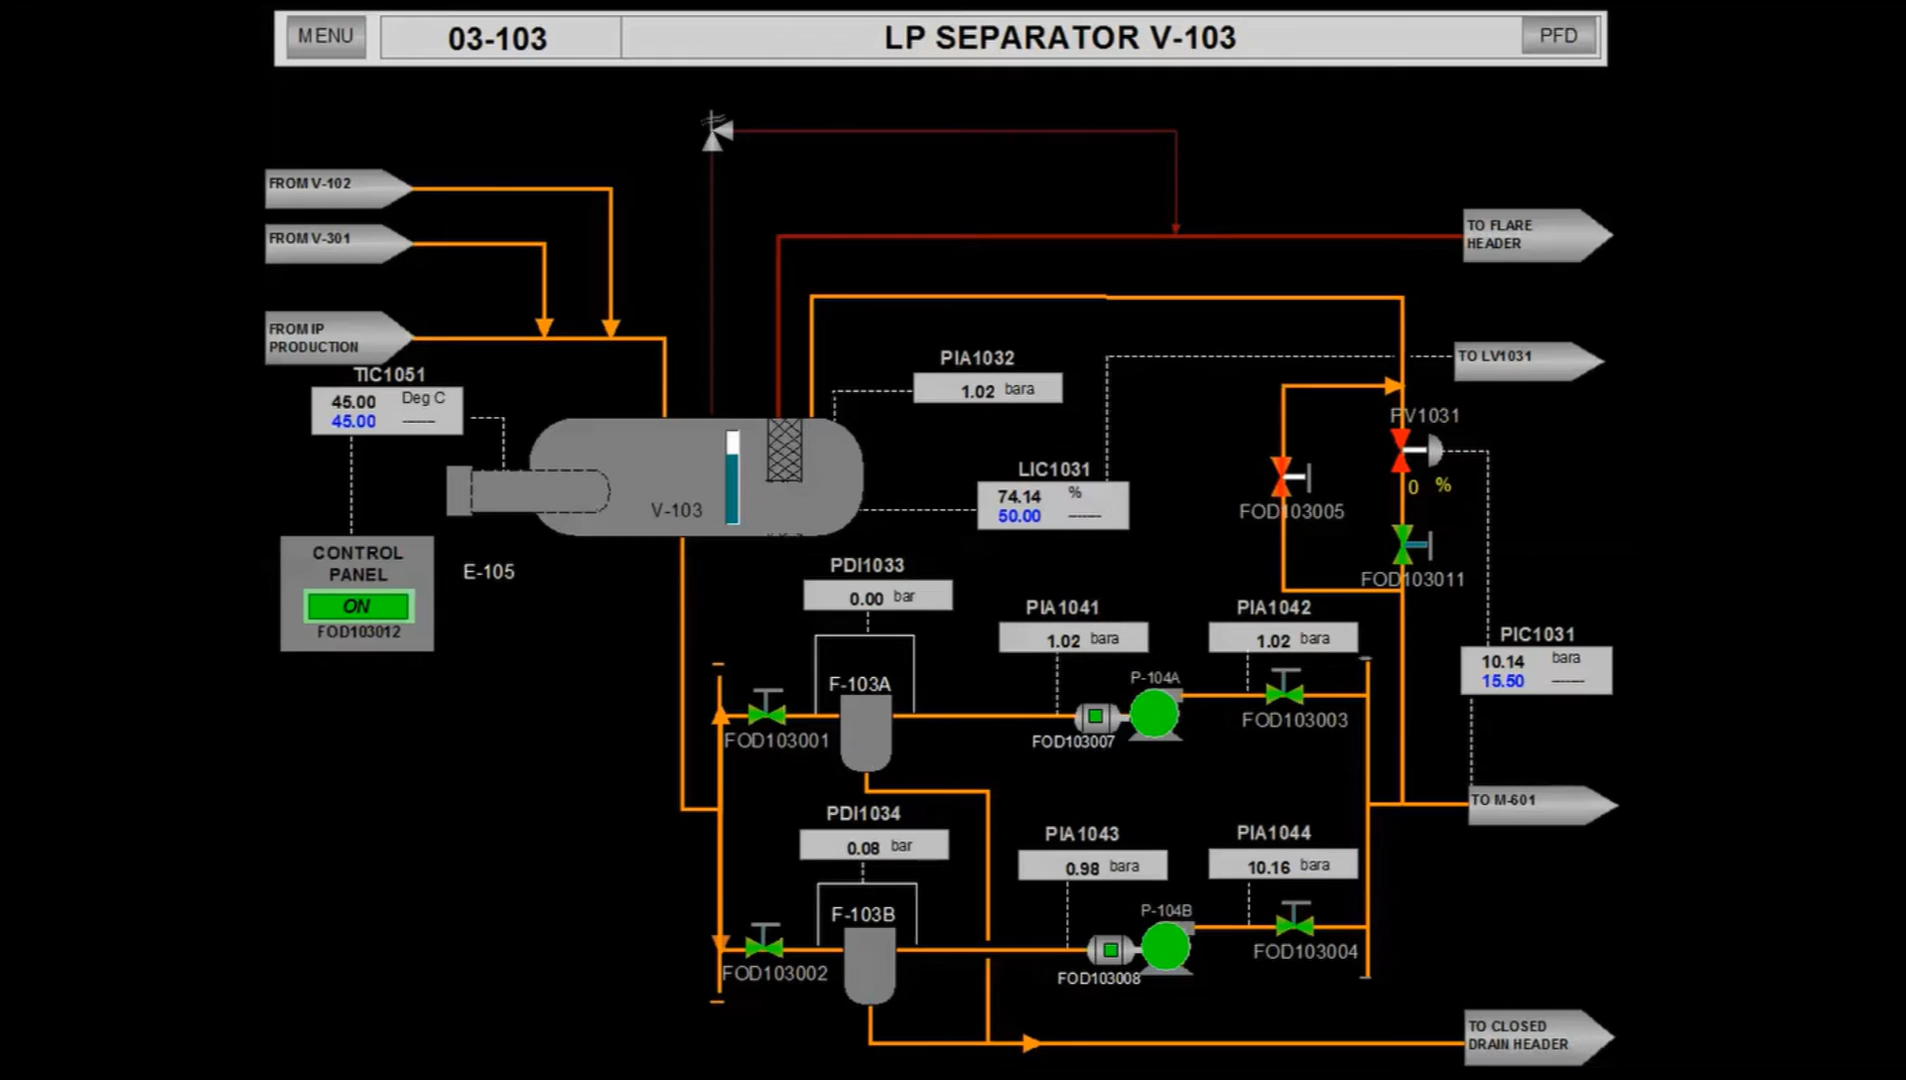 MENU
03-103
LP SEPARATOR V-103
PFD
FROM V-102
FROM V-301
FROM IP
PRODUCTION
TIC1051
45.00 Deg C
45.00 ------
CONTROL
PANEL
ON
FOD103012
E-105
V-103
PIA1032
1.02 bara
LIC1031
74.14 %
50.00 ------
TO FLARE
HEADER
TO LV1031
PV1031
0 %
FOD103005
FOD103011
PDI1033
0.00 bar
PIA1041
1.02 bara
PIA1042
1.02 bara
PIC1031
10.14 bara
15.50 ------
F-103A
P-104A
FOD103001
FOD103007
FOD103003
TO M-601
PDI1034
0.08 bar
PIA1043
0.98 bara
PIA1044
10.16 bara
F-103B
P-104B
FOD103002
FOD103008
FOD103004
TO CLOSED
DRAIN HEADER